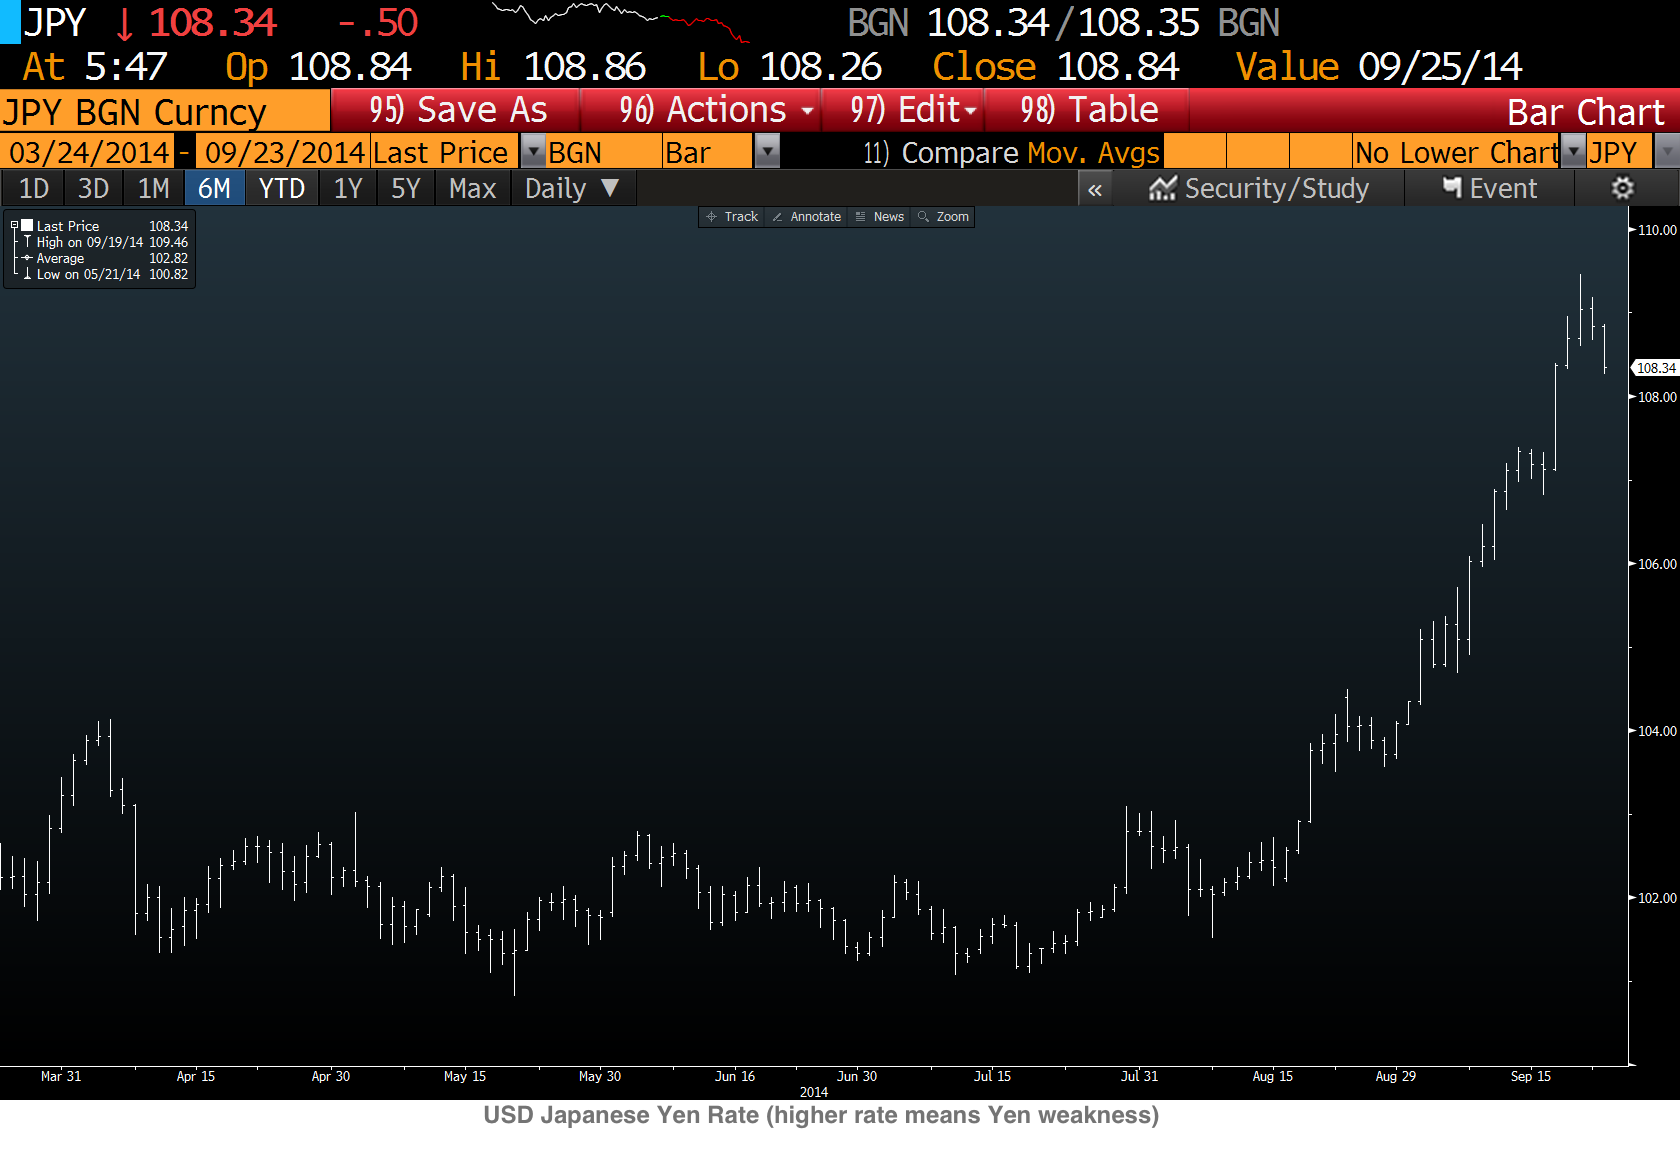 JPY ↓ 108.34 -.50 BGN 108.34/108.35 BGN
At 5:47 Op 108.84 Hi 108.86 Lo 108.26 Close 108.84 Value 09/25/14
JPY BGN Curncy 95) Save As 96) Actions 97) Edit 98) Table Bar Chart
03/24/2014 - 09/23/2014 Last Price BGN Bar 11) Compare Mov. Avgs No Lower Chart JPY
1D 3D 1M 6M YTD 1Y 5Y Max Daily ▼ « Security/Study Event
Track Annotate News Zoom
Last Price 108.34
High on 09/19/14 109.46
Average 102.82
Low on 05/21/14 100.82
110.00
108.34
108.00
106.00
104.00
102.00
Mar 31 Apr 15 Apr 30 May 15 May 30 Jun 16 Jun 30 Jul 15 Jul 31 Aug 15 Aug 29 Sep 15
2014
USD Japanese Yen Rate (higher rate means Yen weakness)